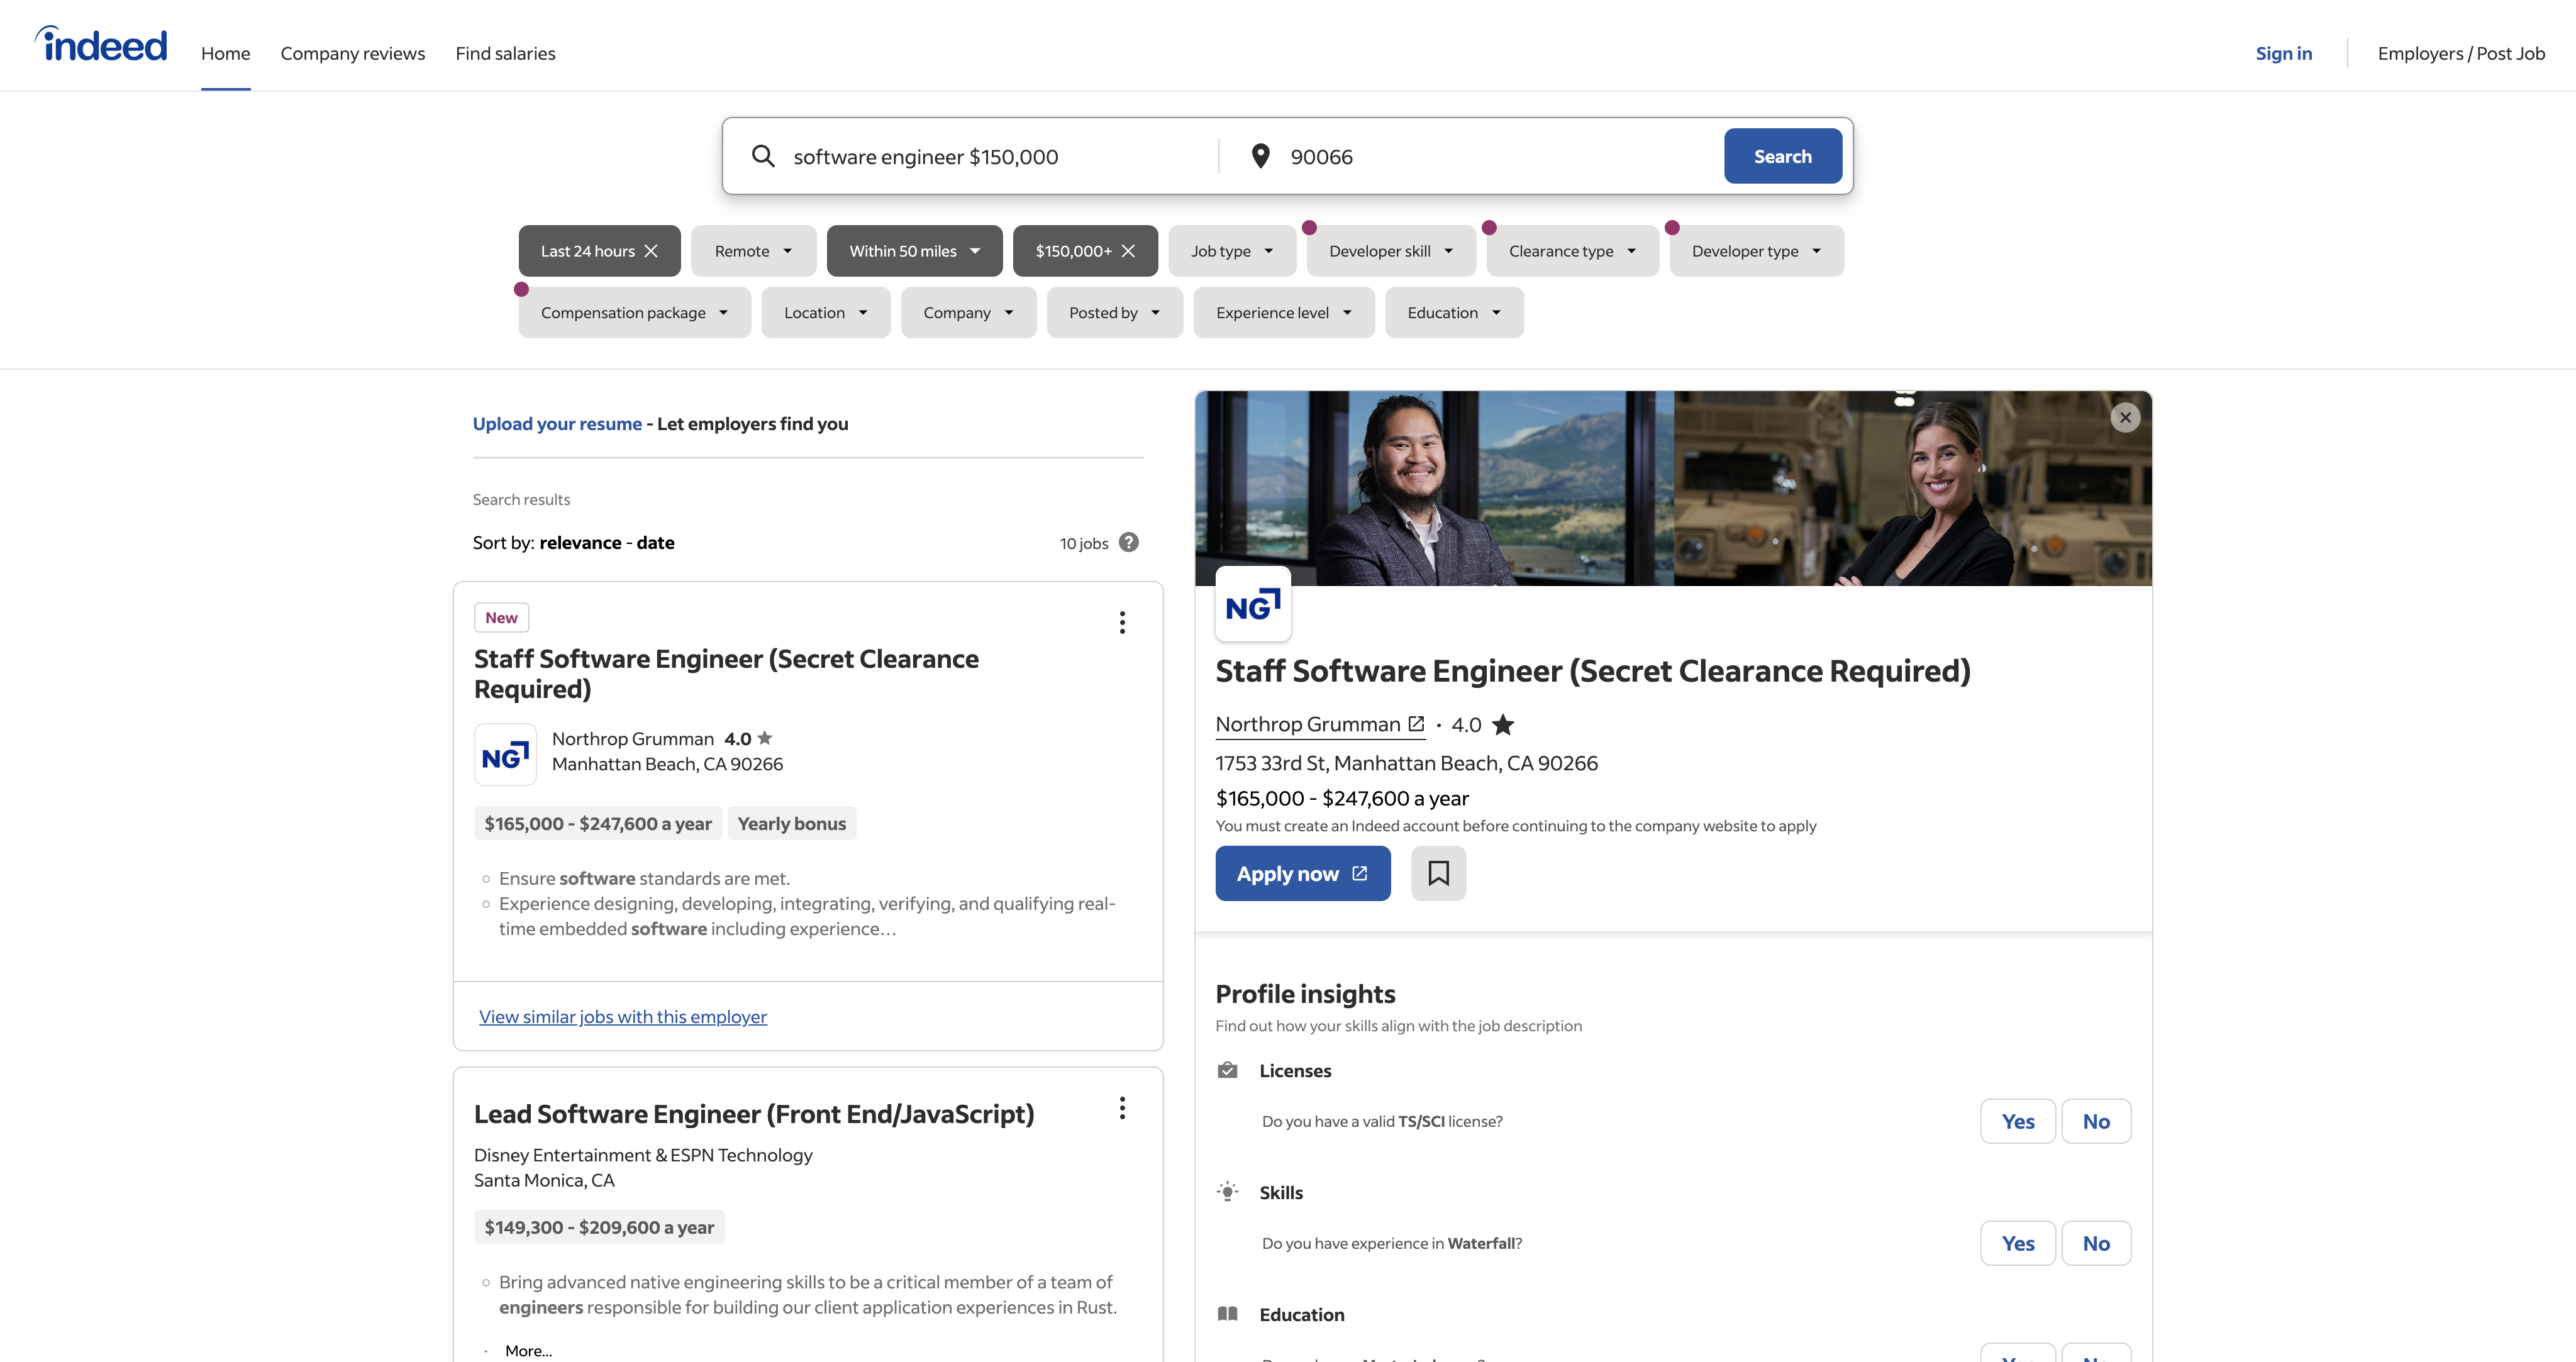 indeed
Home
Company reviews
Find salaries
Sign in
Employers / Post Job
software engineer $150,000
90066
Search
Last 24 hours
Remote
Within 50 miles
$150,000+
Job type
Developer skill
Clearance type
Developer type
Compensation package
Location
Company
Posted by
Experience level
Education
Upload your resume - Let employers find you
Search results
Sort by: relevance - date
10 jobs
?
New
Staff Software Engineer (Secret Clearance
Required)
NG
Northrop Grumman 4.0
Manhattan Beach, CA 90266
$165,000 - $247,600 a year
Yearly bonus
Ensure software standards are met.
Experience designing, developing, integrating, verifying, and qualifying real-
time embedded software including experience…
View similar jobs with this employer
Lead Software Engineer (Front End/JavaScript)
Disney Entertainment & ESPN Technology
Santa Monica, CA
$149,300 - $209,600 a year
Bring advanced native engineering skills to be a critical member of a team of
engineers responsible for building our client application experiences in Rust.
More...
NG
Staff Software Engineer (Secret Clearance Required)
Northrop Grumman · 4.0
1753 33rd St, Manhattan Beach, CA 90266
$165,000 - $247,600 a year
You must create an Indeed account before continuing to the company website to apply
Apply now
Profile insights
Find out how your skills align with the job description
Licenses
Do you have a valid TS/SCI license?
Yes
No
Skills
Do you have experience in Waterfall?
Yes
No
Education